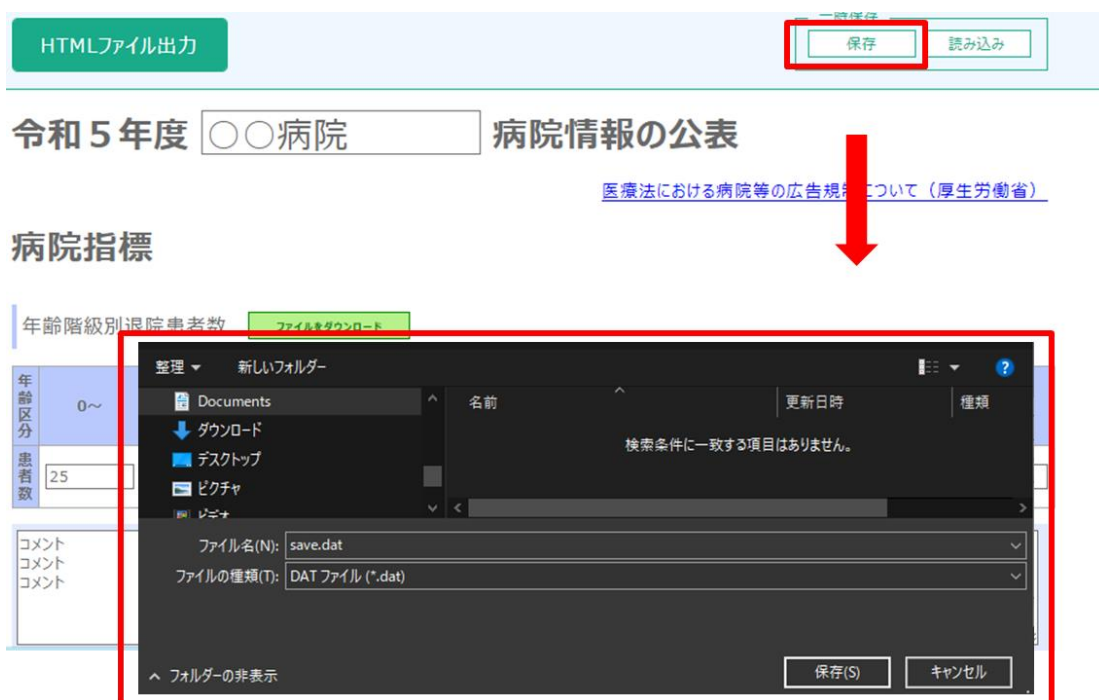 一時保存
HTMLファイル出力
保存
読み込み
令和５年度 ○○病院 病院情報の公表
医療法における病院等の広告規制について（厚生労働省）
病院指標
年齢階級別退院患者数
ファイルをダウンロード
年齢区分
0～
患者数
25
コメント
コメント
コメント
整理
新しいフォルダー
Documents
ダウンロード
デスクトップ
ピクチャ
ビデオ
名前
更新日時
種類
検索条件に一致する項目はありません。
ファイル名(N): save.dat
ファイルの種類(T): DAT ファイル (*.dat)
フォルダーの非表示
保存(S)
キャンセル